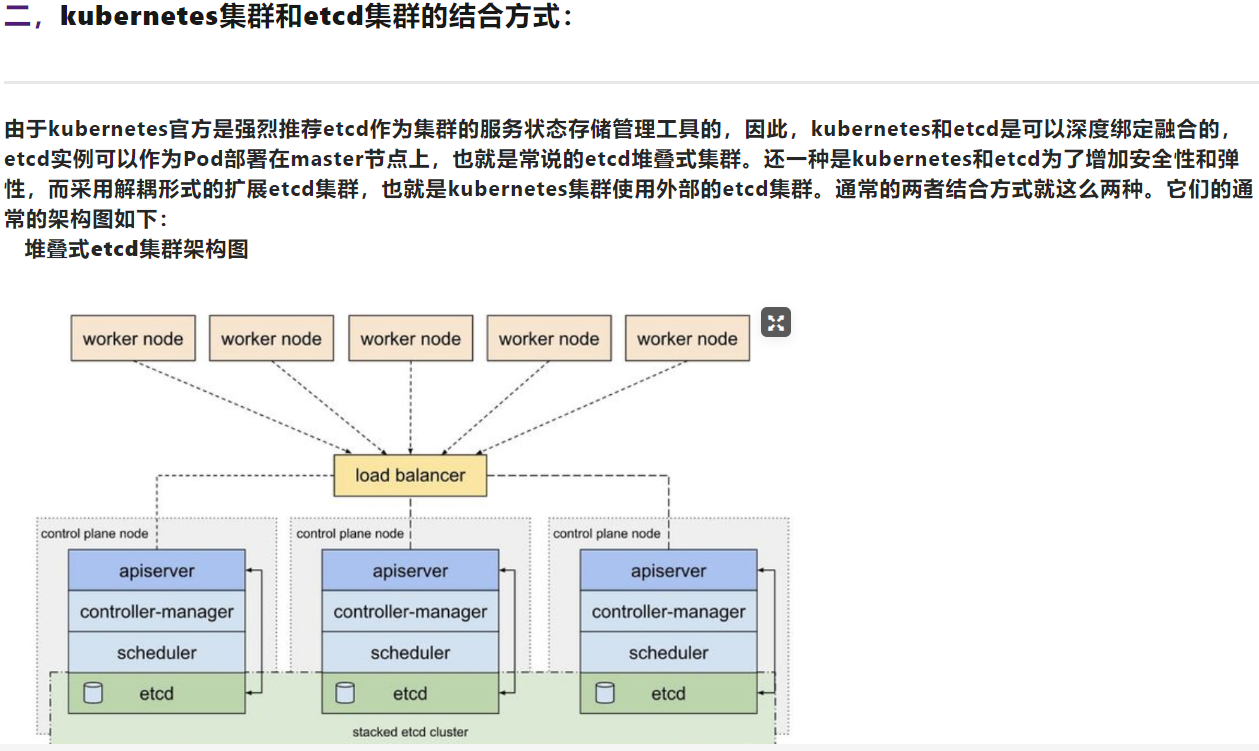 二，kubernetes集群和etcd集群的结合方式：
由于kubernetes官方是强烈推荐etcd作为集群的服务状态存储管理工具的，因此，kubernetes和etcd是可以深度绑定融合的，
etcd实例可以作为Pod部署在master节点上，也就是常说的etcd堆叠式集群。还一种是kubernetes和etcd为了增加安全性和弹
性，而采用解耦形式的扩展etcd集群，也就是kubernetes集群使用外部的etcd集群。通常的两者结合方式就这么两种。它们的通
常的架构图如下：
堆叠式etcd集群架构图
worker node worker node worker node worker node worker node
load balancer
control plane node control plane node control plane node
apiserver apiserver apiserver
controller-manager controller-manager controller-manager
scheduler scheduler scheduler
etcd etcd etcd
stacked etcd cluster